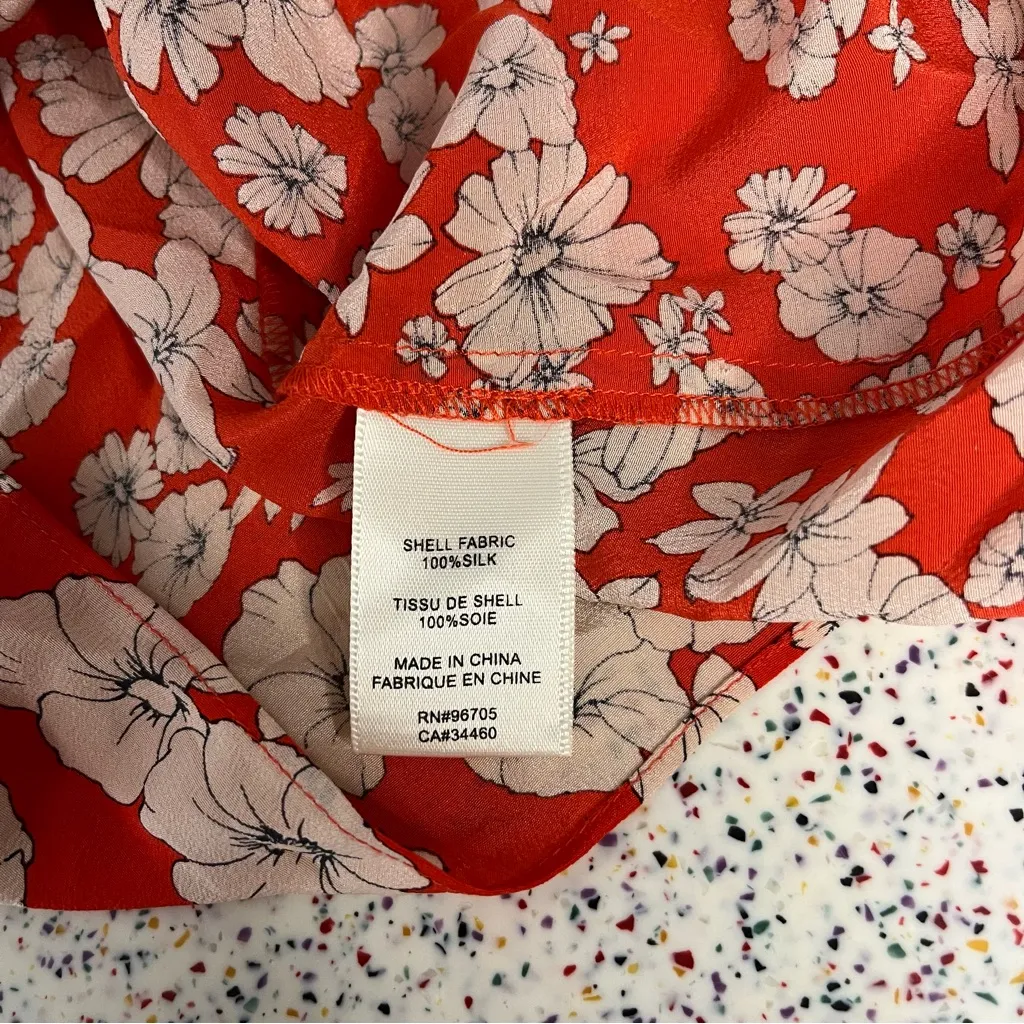 SHELL FABRIC
100%SILK
TISSU DE SHELL
100%SOIE
MADE IN CHINA
FABRIQUE EN CHINE
RN#96705
CA#34460